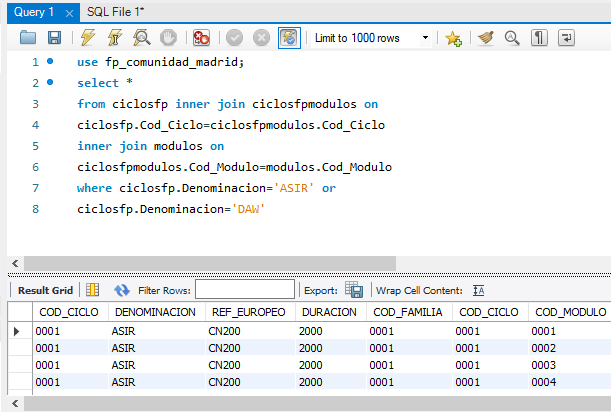 Query 1 × SQL File 1*
Limit to 1000 rows
1 use fp_comunidad_madrid;
2 select *
3 from ciclosfp inner join ciclosfpmodulos on
4 ciclosfp.Cod_Ciclo=ciclosfpmodulos.Cod_Ciclo
5 inner join modulos on
6 ciclosfpmodulos.Cod_Modulo=modulos.Cod_Modulo
7 where ciclosfp.Denominacion='ASIR' or
8 ciclosfp.Denominacion='DAW'
Result Grid Filter Rows: Export: Wrap Cell Content:
COD_CICLO DENOMINACION REF_EUROPEO DURACION COD_FAMILIA COD_CICLO COD_MODULO
0001 ASIR CN200 2000 0001 0001 0001
0001 ASIR CN200 2000 0001 0001 0002
0001 ASIR CN200 2000 0001 0001 0003
0001 ASIR CN200 2000 0001 0001 0004